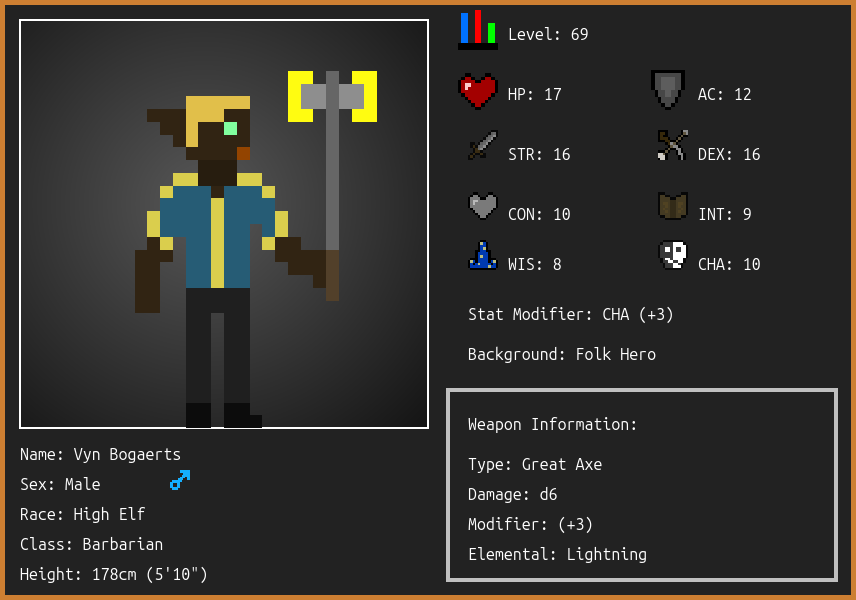 Level: 69
HP: 17
AC: 12
STR: 16
DEX: 16
CON: 10
INT: 9
WIS: 8
CHA: 10
Stat Modifier: CHA (+3)
Background: Folk Hero
Weapon Information:
Type: Great Axe
Damage: d6
Modifier: (+3)
Elemental: Lightning
Name: Vyn Bogaerts
Sex: Male
Race: High Elf
Class: Barbarian
Height: 178cm (5'10")